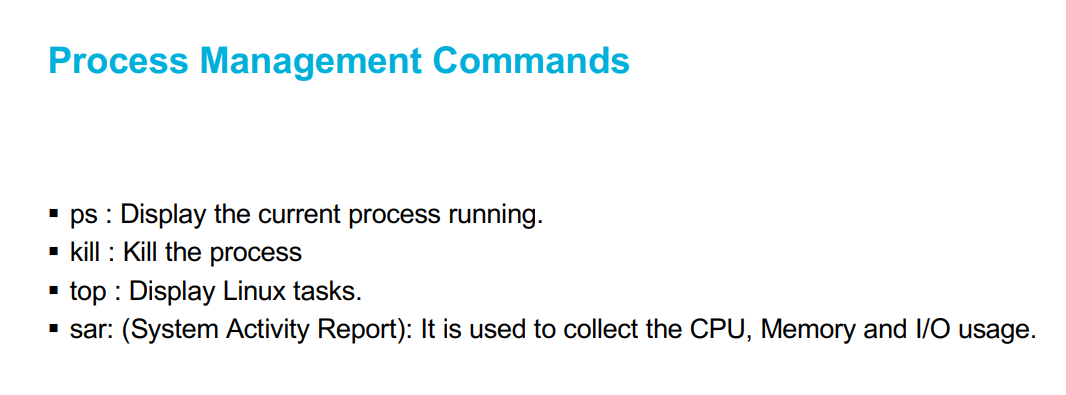 Process Management Commands
▪ ps : Display the current process running.
▪ kill : Kill the process
▪ top : Display Linux tasks.
▪ sar: (System Activity Report): It is used to collect the CPU, Memory and I/O usage.